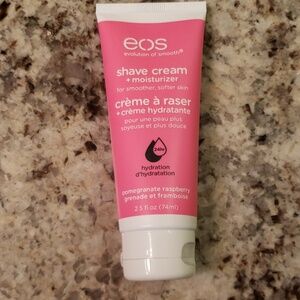 eos
evolution of smooth®
shave cream
+ moisturizer
for smoother, softer skin
crème à raser
+ crème hydratante
pour une peau plus
soyeuse et plus douce
24hr
hydration
d'hydratation
pomegranate raspberry
grenade et framboise
2.5 fl oz (74ml)